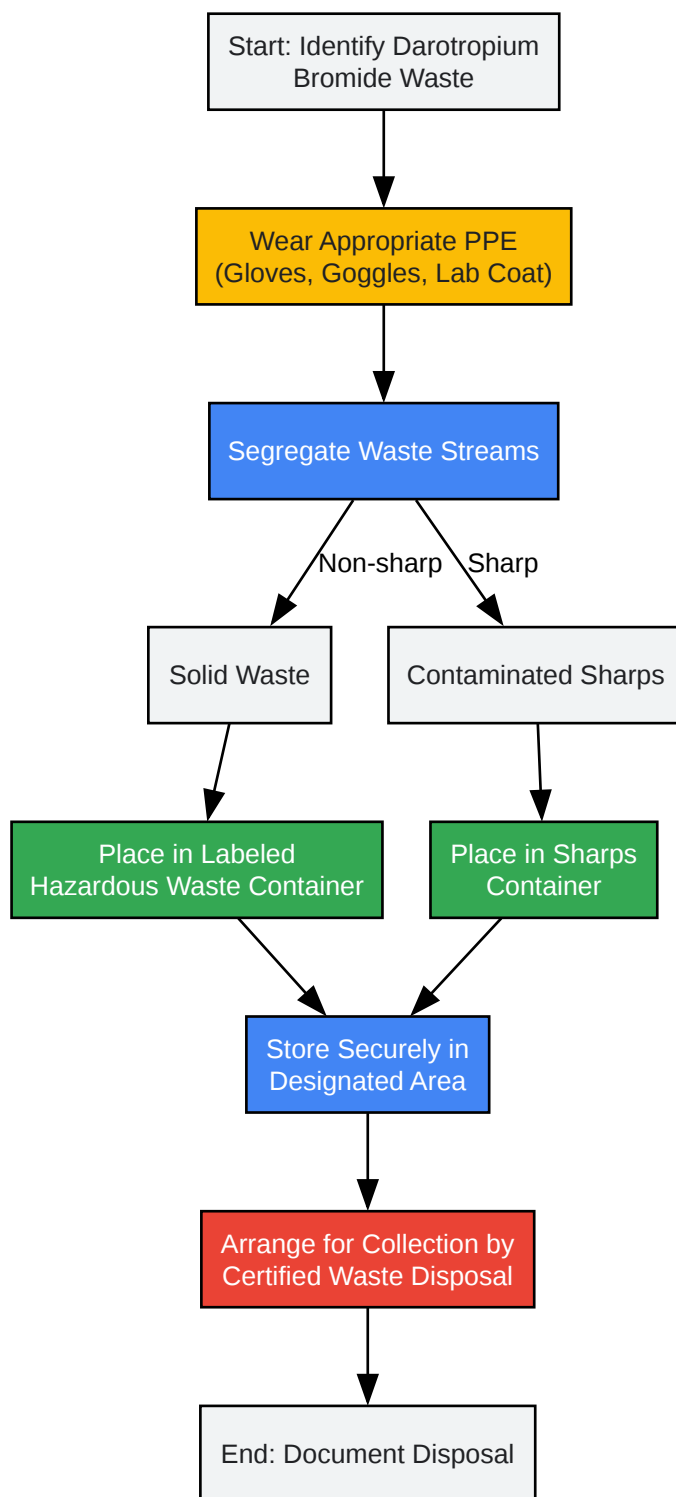 Start: Identify Darotropium
Bromide Waste
Wear Appropriate PPE
(Gloves, Goggles, Lab Coat)
Segregate Waste Streams
Non-sharp
Sharp
Solid Waste
Contaminated Sharps
Place in Labeled
Hazardous Waste Container
Place in Sharps
Container
Store Securely in
Designated Area
Arrange for Collection by
Certified Waste Disposal
End: Document Disposal